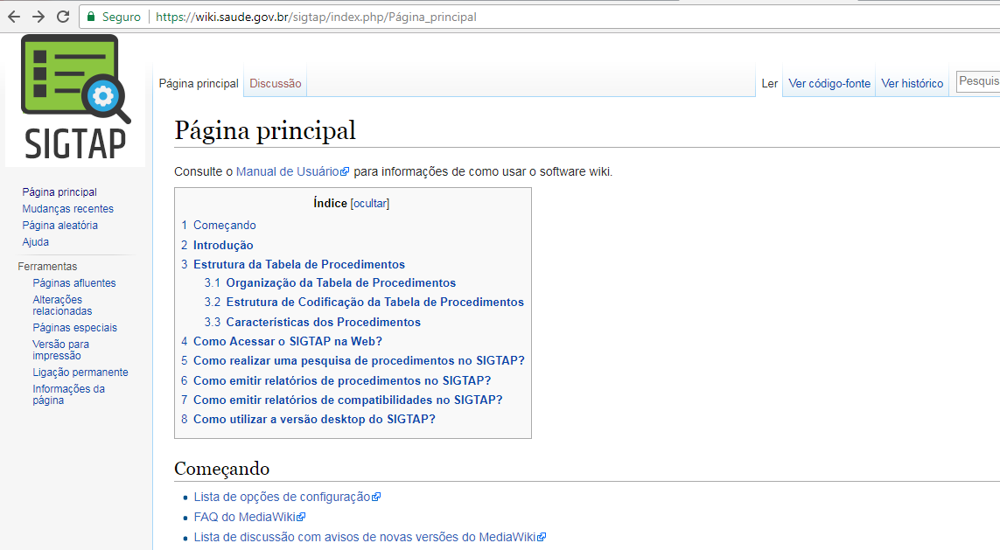 Seguro https://wiki.saude.gov.br/sigtap/index.php/Página_principal
SIGTAP
Página principal
Mudanças recentes
Página aleatória
Ajuda
Ferramentas
Páginas afluentes
Alterações
relacionadas
Páginas especiais
Versão para
impressão
Ligação permanente
Informações da
página
Página principal Discussão Ler Ver código-fonte Ver histórico Pesquis
Página principal
Consulte o Manual de Usuário para informações de como usar o software wiki.
Índice [ocultar]
1 Começando
2 Introdução
3 Estrutura da Tabela de Procedimentos
3.1 Organização da Tabela de Procedimentos
3.2 Estrutura de Codificação da Tabela de Procedimentos
3.3 Características dos Procedimentos
4 Como Acessar o SIGTAP na Web?
5 Como realizar uma pesquisa de procedimentos no SIGTAP?
6 Como emitir relatórios de procedimentos no SIGTAP?
7 Como emitir relatórios de compatibilidades no SIGTAP?
8 Como utilizar a versão desktop do SIGTAP?
Começando
Lista de opções de configuração
FAQ do MediaWiki
Lista de discussão com avisos de novas versões do MediaWiki